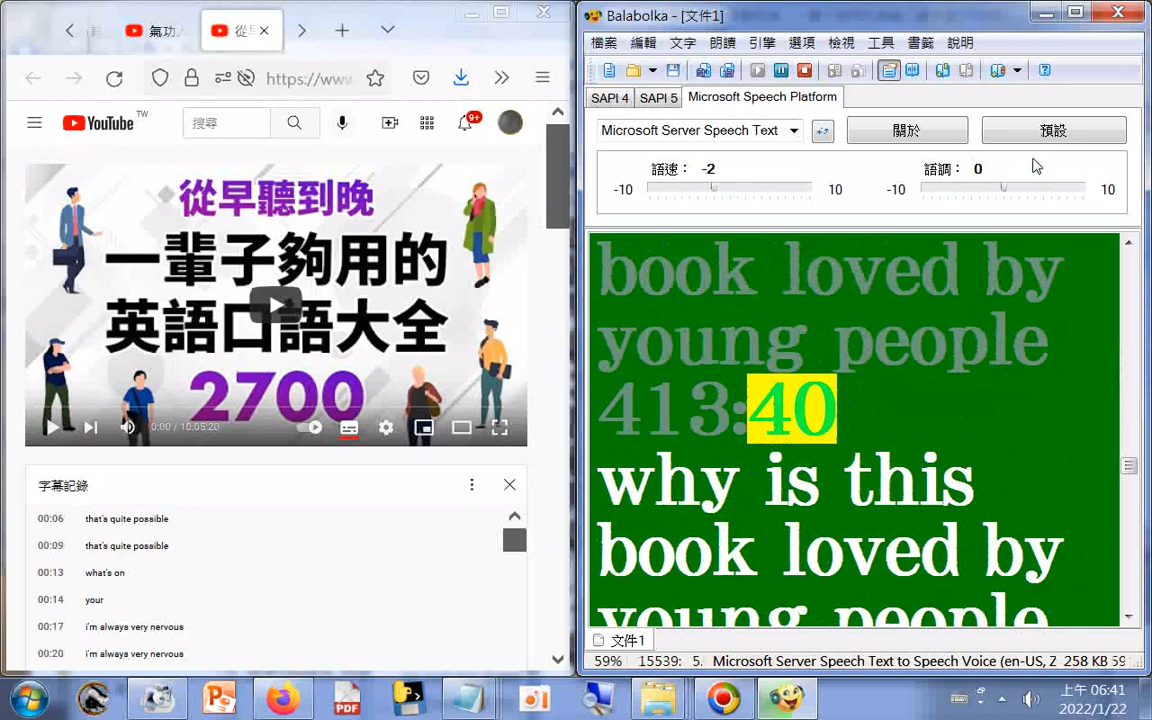 氣功
從
https://www
YouTube TW
搜尋
9+
從早聽到晚
一輩子夠用的
英語口語大全
2700
0:00 / 10:05:20
字幕記錄
00:06 that's quite possible
00:09 that's quite possible
00:13 what's on
00:14 your
00:17 i'm always very nervous
00:20 i'm always very nervous
Balabolka - [文件1]
檔案 編輯 文字 朗讀 引擎 選項 檢視 工具 書籤 說明
SAPI 4 SAPI 5 Microsoft Speech Platform
Microsoft Server Speech Text 關於 預設
語速： -2 語調： 0
-10 10 -10 10
book loved by
young people
413:40
why is this
book loved by
young people
文件1
59% 15539: 5. Microsoft Server Speech Text to Speech Voice (en-US, Z 258 KB 59
PDF
上午 06:41
2022/1/22